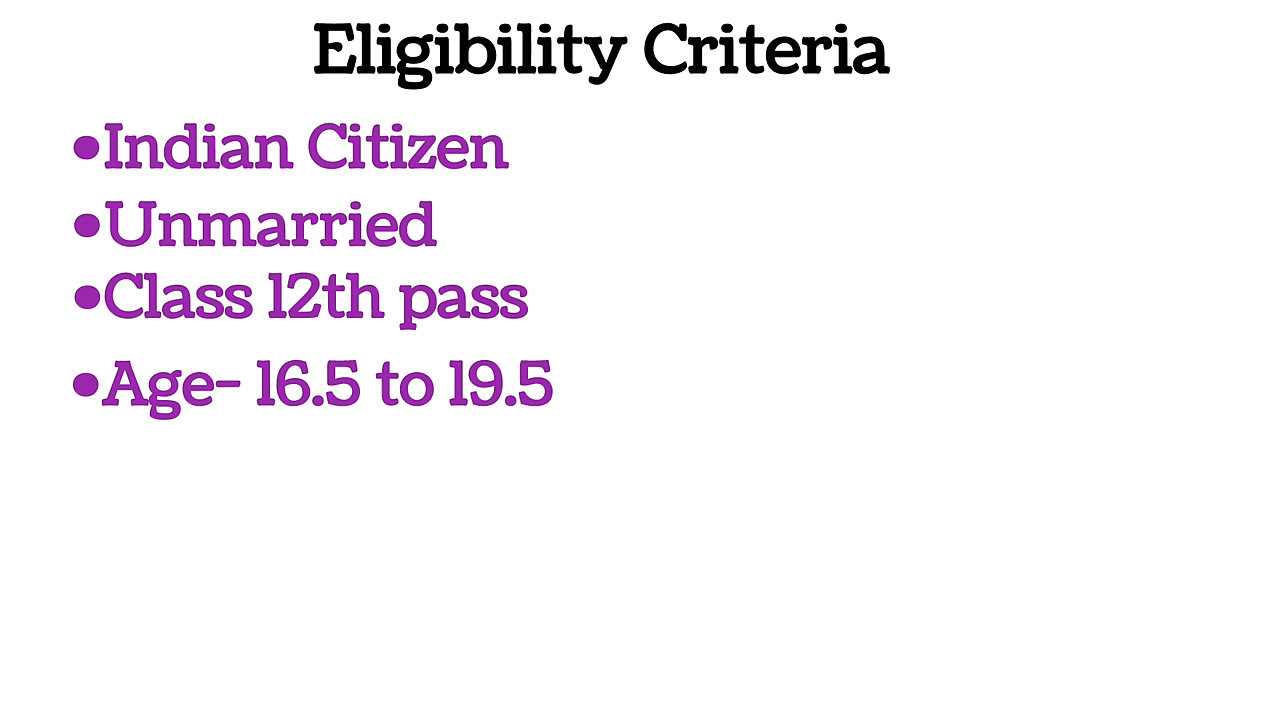 Eligibility Criteria
•Indian Citizen
•Unmarried
•Class 12th pass
•Age- 16.5 to 19.5